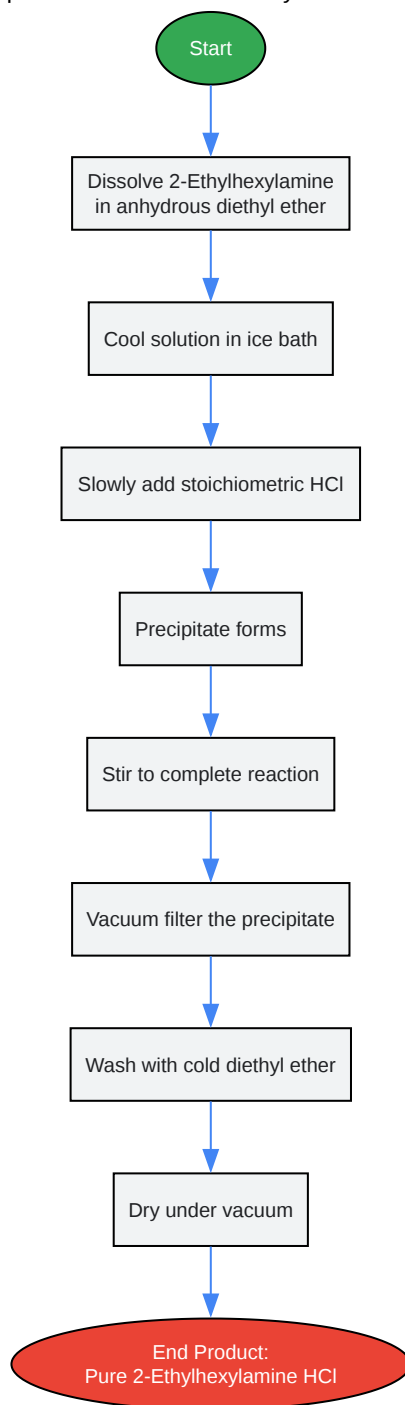 Start
Dissolve 2-Ethylhexylamine
in anhydrous diethyl ether
Cool solution in ice bath
Slowly add stoichiometric HCl
Precipitate forms
Stir to complete reaction
Vacuum filter the precipitate
Wash with cold diethyl ether
Dry under vacuum
End Product:
Pure 2-Ethylhexylamine HCl